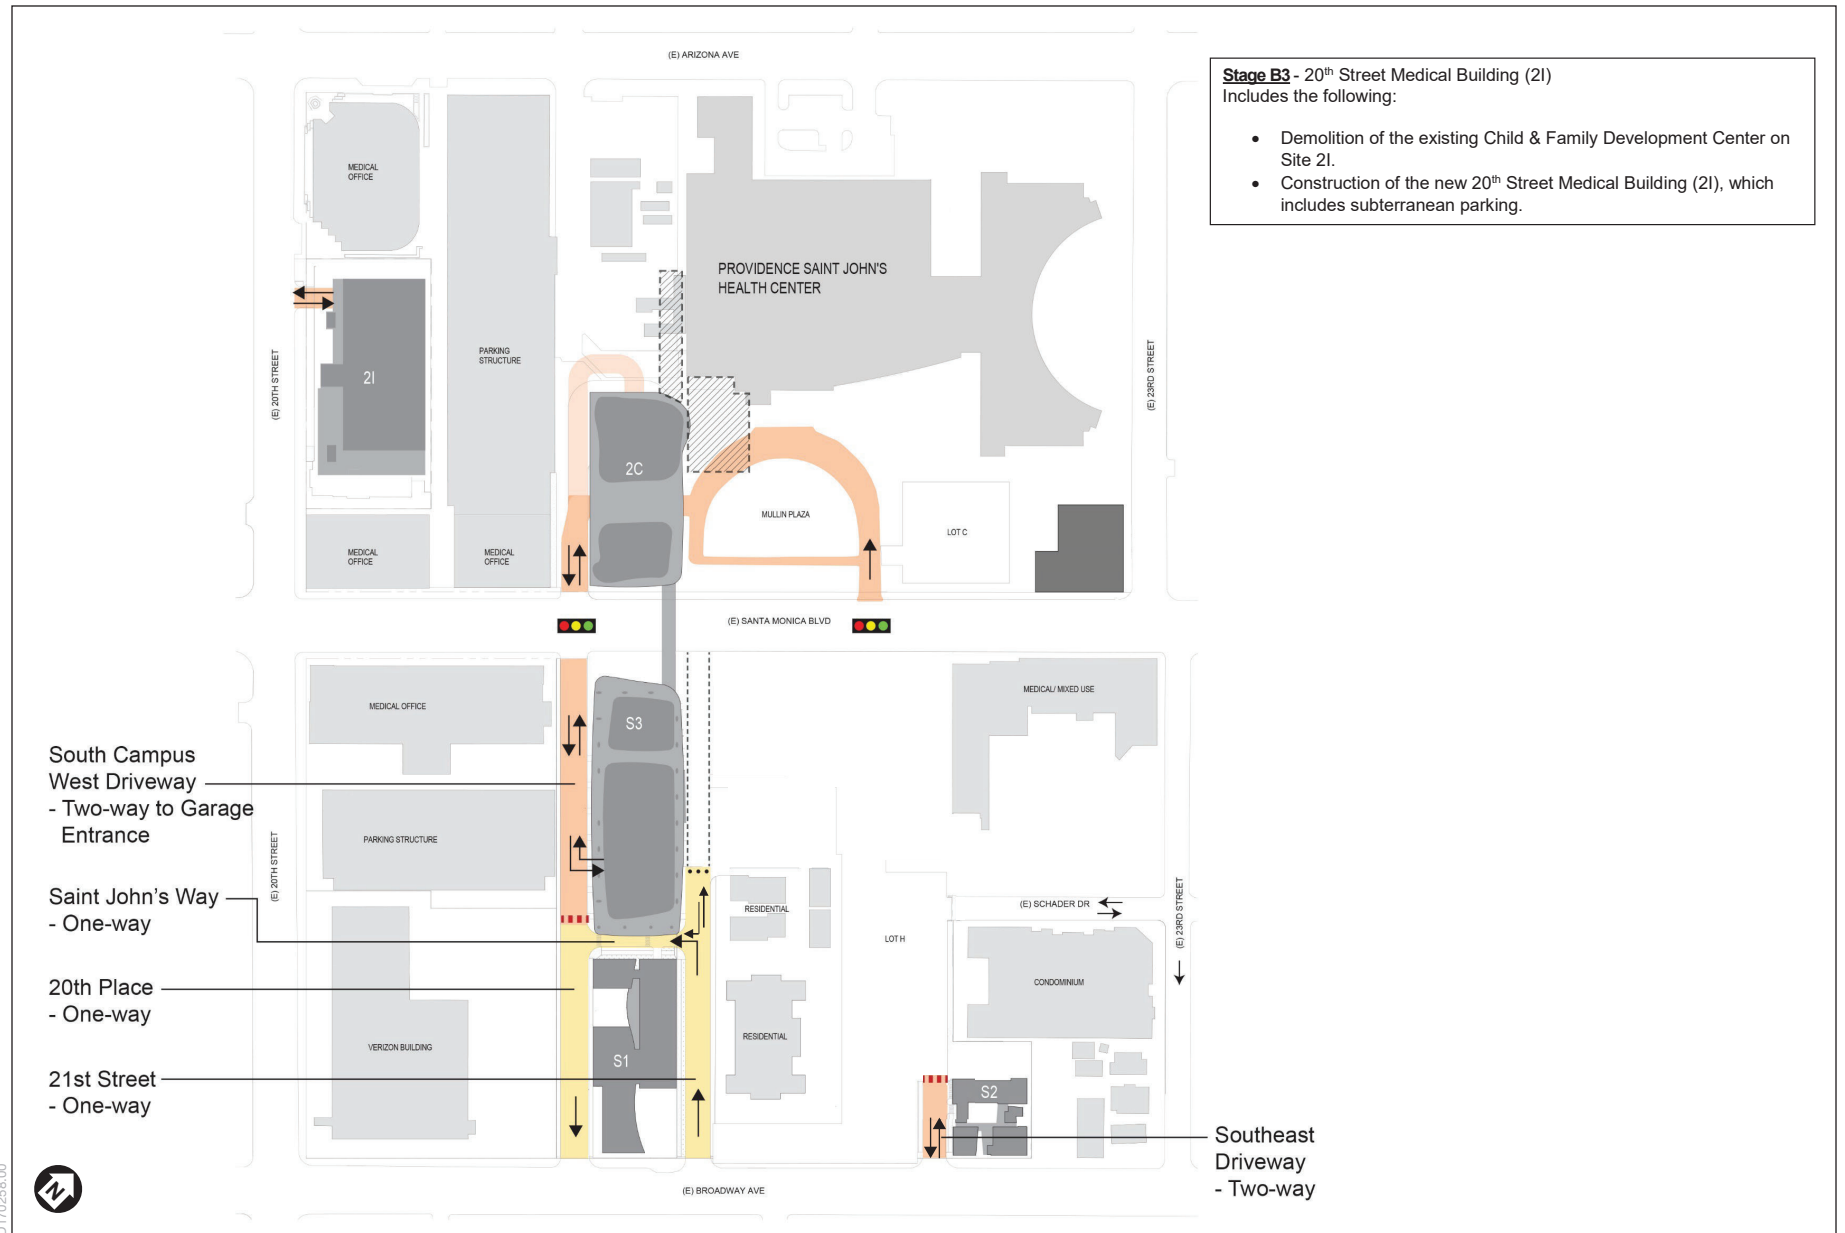 (E) ARIZONA AVE
Stage B3 - 20th Street Medical Building (2I)
Includes the following:
• Demolition of the existing Child & Family Development Center on
Site 2I.
• Construction of the new 20th Street Medical Building (2I), which
includes subterranean parking.
MEDICAL
OFFICE
PROVIDENCE SAINT JOHN'S
HEALTH CENTER
PARKING
STRUCTURE
(E) 20TH STREET
2I
(E) 23RD STREET
2C
MULLIN PLAZA
LOT C
MEDICAL
OFFICE
MEDICAL
OFFICE
(E) SANTA MONICA BLVD
MEDICAL OFFICE
S3
MEDICAL/ MIXED USE
South Campus
West Driveway
- Two-way to Garage
Entrance
PARKING STRUCTURE
(E) 20TH STREET
Saint John's Way
- One-way
RESIDENTIAL
(E) SCHADER DR
(E) 23RD STREET
LOT H
20th Place
- One-way
CONDOMINIUM
VERIZON BUILDING
RESIDENTIAL
S1
21st Street
- One-way
S2
Southeast
Driveway
- Two-way
(E) BROADWAY AVE
N
D170258.00